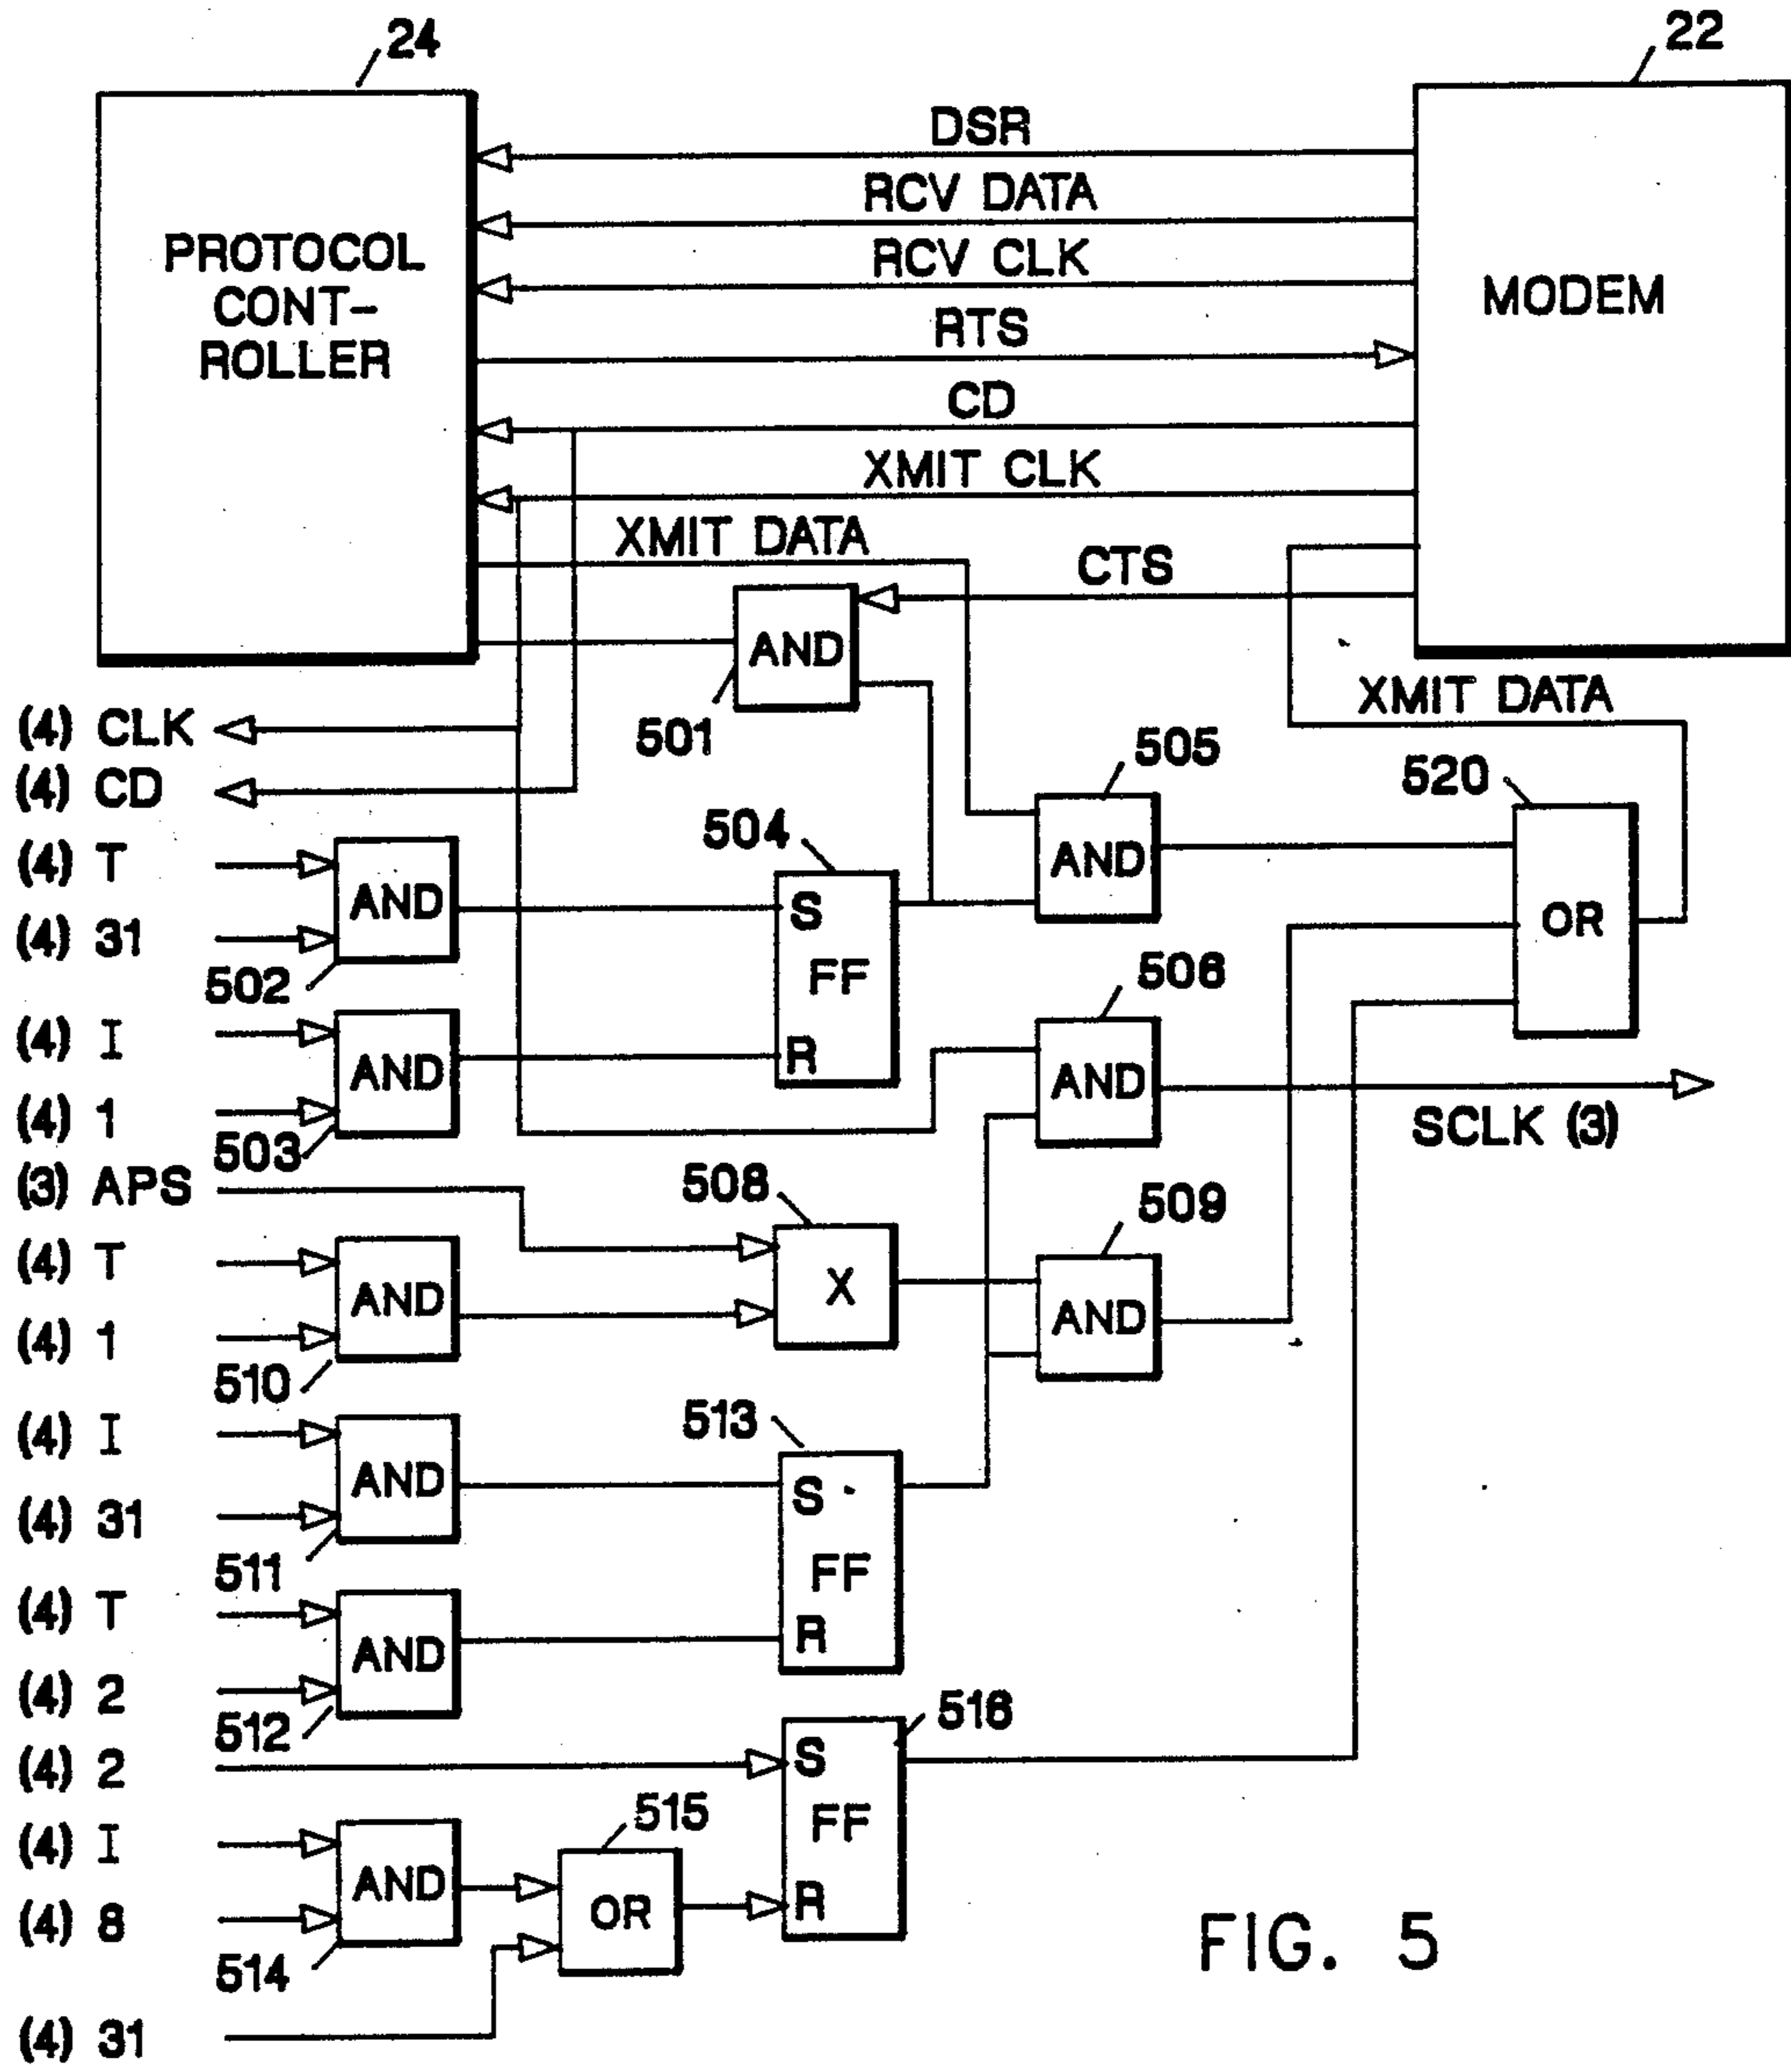 24
22
DSR
RCV DATA
RCV CLK
RTS
CD
XMIT CLK
XMIT DATA
CTS
PROTOCOL
CONT-
ROLLER
MODEM
AND
501
XMIT DATA
(4) CLK
(4) CD
505
520
504
(4) T
AND
(4) 31
502
S
FF
R
AND
OR
506
(4) I
AND
(4) 1
503
AND
SCLK (3)
(3) APS
508
509
(4) T
AND
(4) 1
510
X
AND
(4) I
AND
(4) 31
511
513
S
FF
R
(4) T
AND
(4) 2
512
516
(4) 2
S
FF
R
(4) I
AND
(4) 8
514
515
OR
(4) 31
FIG. 5